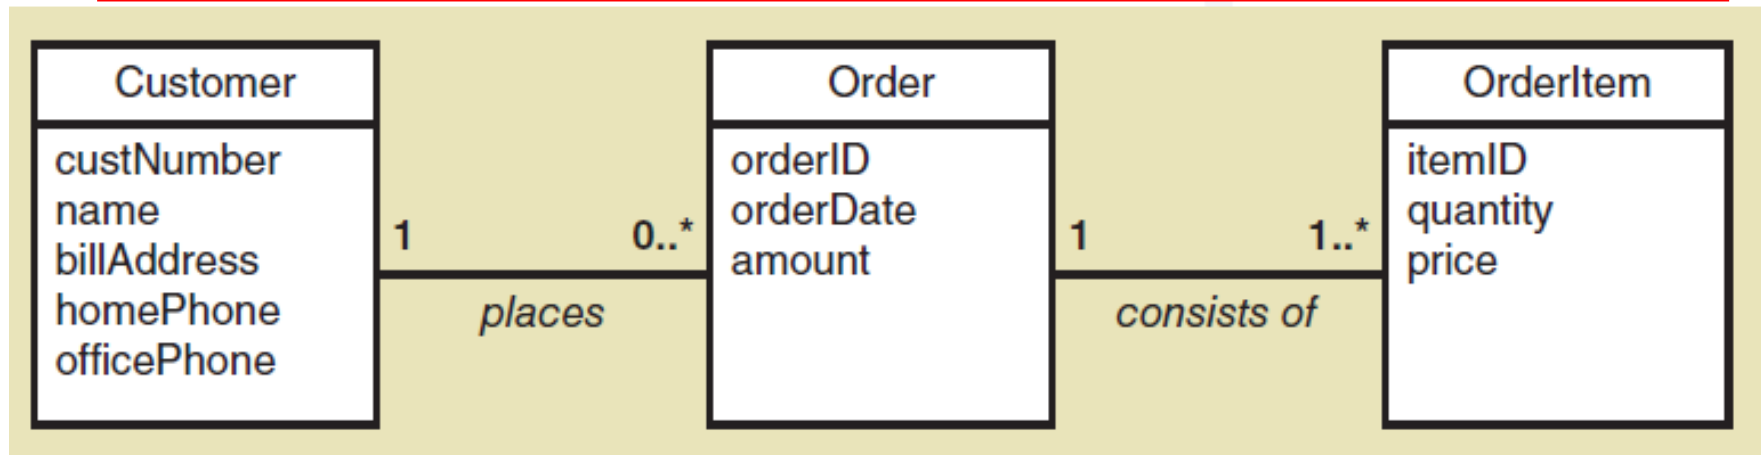 Customer
custNumber
name
billAddress
homePhone
officePhone
1
0..*
places
Order
orderID
orderDate
amount
1
1..*
consists of
OrderItem
itemID
quantity
price